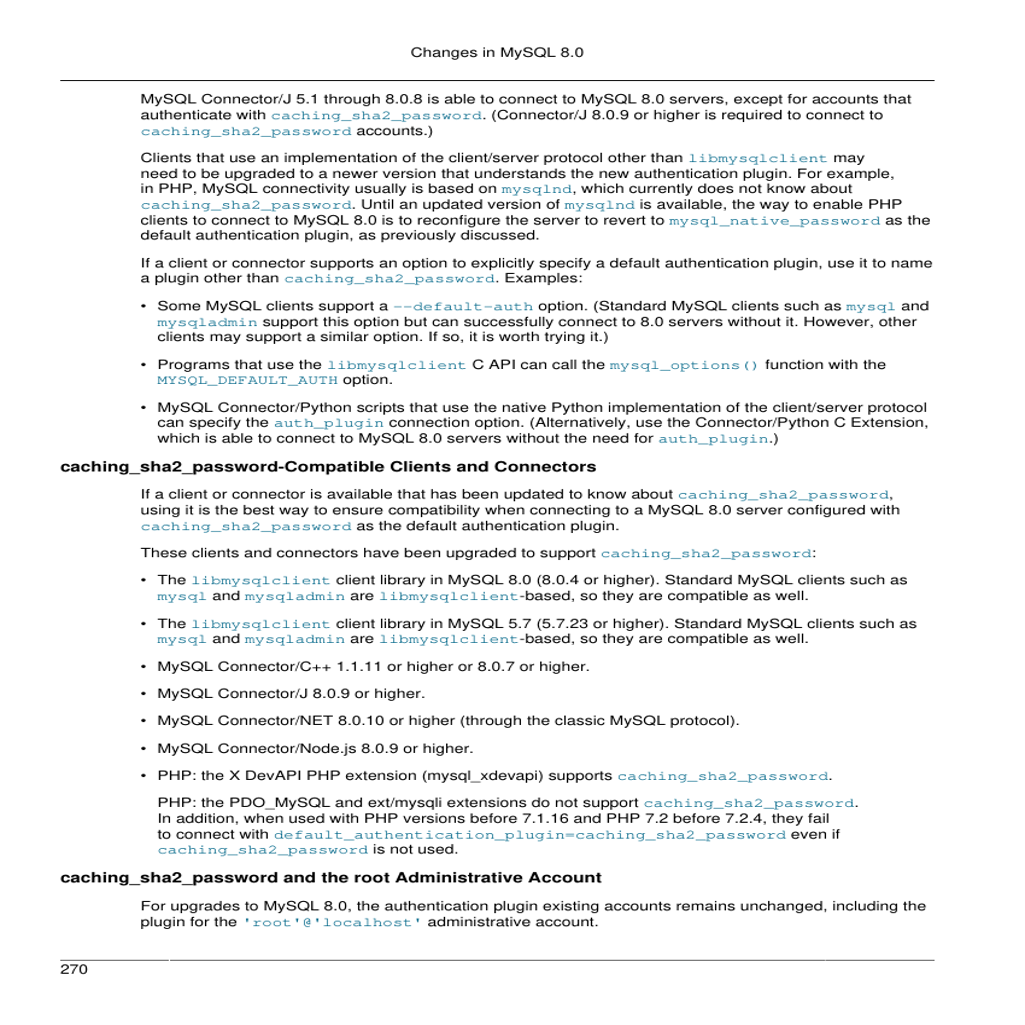 Changes in MySQL 8.0
MySQL Connector/J 5.1 through 8.0.8 is able to connect to MySQL 8.0 servers, except for accounts that
authenticate with caching_sha2_password. (Connector/J 8.0.9 or higher is required to connect to
caching_sha2_password accounts.)
Clients that use an implementation of the client/server protocol other than libmysqlclient may
need to be upgraded to a newer version that understands the new authentication plugin. For example,
in PHP, MySQL connectivity usually is based on mysqlnd, which currently does not know about
caching_sha2_password. Until an updated version of mysqlnd is available, the way to enable PHP
clients to connect to MySQL 8.0 is to reconfigure the server to revert to mysql_native_password as the
default authentication plugin, as previously discussed.
If a client or connector supports an option to explicitly specify a default authentication plugin, use it to name
a plugin other than caching_sha2_password. Examples:
• Some MySQL clients support a --default-auth option. (Standard MySQL clients such as mysql and
mysqladmin support this option but can successfully connect to 8.0 servers without it. However, other
clients may support a similar option. If so, it is worth trying it.)
• Programs that use the libmysqlclient C API can call the mysql_options() function with the
MYSQL_DEFAULT_AUTH option.
• MySQL Connector/Python scripts that use the native Python implementation of the client/server protocol
can specify the auth_plugin connection option. (Alternatively, use the Connector/Python C Extension,
which is able to connect to MySQL 8.0 servers without the need for auth_plugin.)
caching_sha2_password-Compatible Clients and Connectors
If a client or connector is available that has been updated to know about caching_sha2_password,
using it is the best way to ensure compatibility when connecting to a MySQL 8.0 server configured with
caching_sha2_password as the default authentication plugin.
These clients and connectors have been upgraded to support caching_sha2_password:
• The libmysqlclient client library in MySQL 8.0 (8.0.4 or higher). Standard MySQL clients such as
mysql and mysqladmin are libmysqlclient-based, so they are compatible as well.
• The libmysqlclient client library in MySQL 5.7 (5.7.23 or higher). Standard MySQL clients such as
mysql and mysqladmin are libmysqlclient-based, so they are compatible as well.
• MySQL Connector/C++ 1.1.11 or higher or 8.0.7 or higher.
• MySQL Connector/J 8.0.9 or higher.
• MySQL Connector/NET 8.0.10 or higher (through the classic MySQL protocol).
• MySQL Connector/Node.js 8.0.9 or higher.
• PHP: the X DevAPI PHP extension (mysql_xdevapi) supports caching_sha2_password.
PHP: the PDO_MySQL and ext/mysqli extensions do not support caching_sha2_password.
In addition, when used with PHP versions before 7.1.16 and PHP 7.2 before 7.2.4, they fail
to connect with default_authentication_plugin=caching_sha2_password even if
caching_sha2_password is not used.
caching_sha2_password and the root Administrative Account
For upgrades to MySQL 8.0, the authentication plugin existing accounts remains unchanged, including the
plugin for the 'root'@'localhost' administrative account.
270